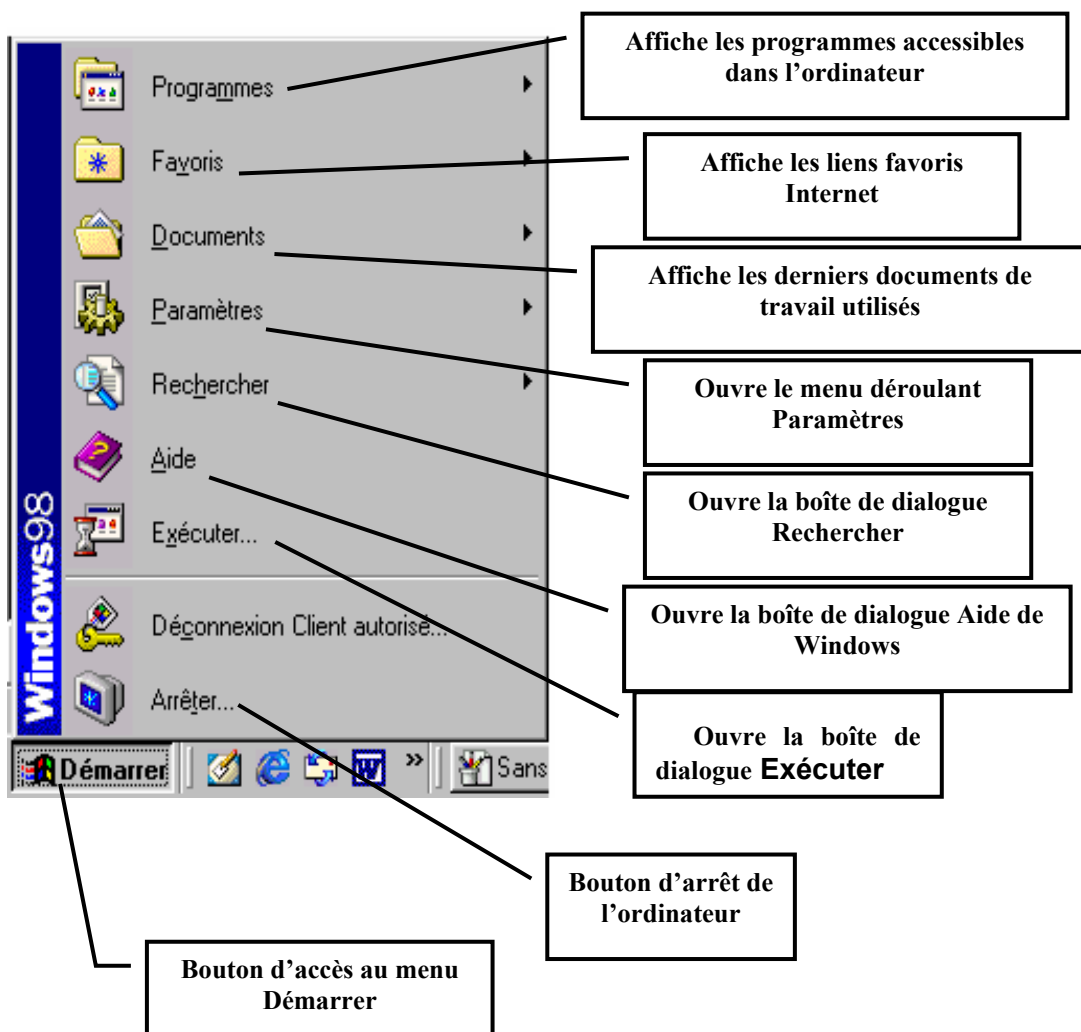 Affiche les programmes accessibles
dans l’ordinateur
Programmes
Favoris
Affiche les liens favoris
Internet
Documents
Affiche les derniers documents de
travail utilisés
Paramètres
Ouvre le menu déroulant
Paramètres
Rechercher
Ouvre la boîte de dialogue
Rechercher
Aide
Exécuter...
Ouvre la boîte de dialogue Aide de
Windows
Déconnexion Client autorisé...
Arrêter...
Windows98
Ouvre la boîte de
dialogue Exécuter
Démarrer
W
»
Sans
Bouton d’arrêt de
l’ordinateur
Bouton d’accès au menu
Démarrer